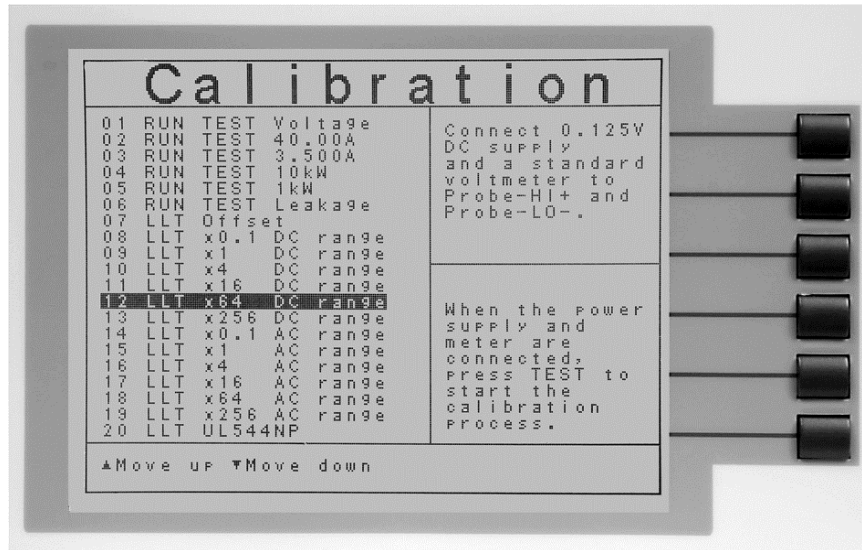 Calibration
01 RUN TEST Voltage
02 RUN TEST 40.00A
03 RUN TEST 3.500A
04 RUN TEST 10kW
05 RUN TEST 1kW
06 RUN TEST Leakage
07 LLT Offset
08 LLT x0.1 DC range
09 LLT x1 DC range
10 LLT x4 DC range
11 LLT x16 DC range
12 LLT x64 DC range
13 LLT x256 DC range
14 LLT x0.1 AC range
15 LLT x1 AC range
16 LLT x4 AC range
17 LLT x16 AC range
18 LLT x64 AC range
19 LLT x256 AC range
20 LLT UL544NP
Connect 0.125V
DC supply
and a standard
voltmeter to
Probe-HI+ and
Probe-LO-.
When the power
supply and
meter are
connected,
press TEST to
start the
calibration
process.
▲Move up ▼Move down